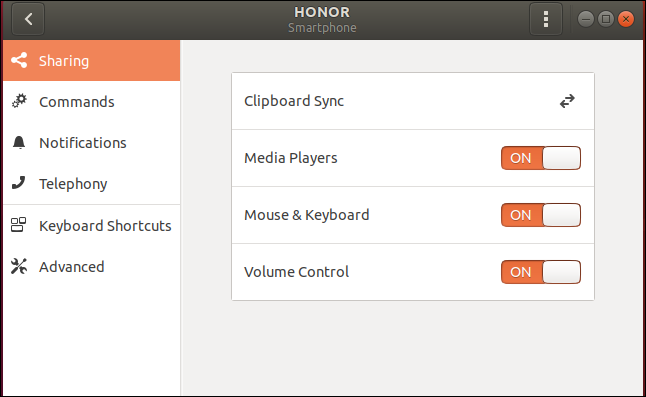 HONOR
Smartphone
Sharing
Commands
Notifications
Telephony
Keyboard Shortcuts
Advanced
Clipboard Sync
Media Players ON
Mouse & Keyboard ON
Volume Control ON